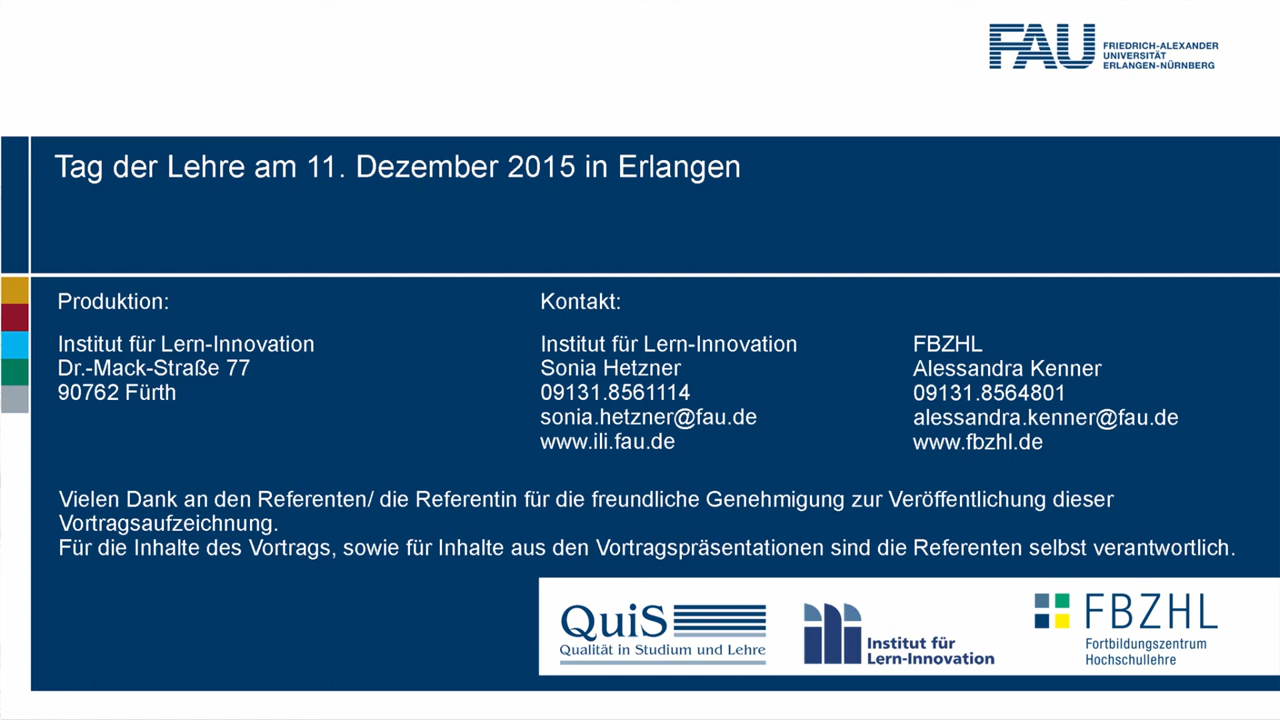 FAU
FRIEDRICH-ALEXANDER
UNIVERSITÄT
ERLANGEN-NÜRNBERG
Tag der Lehre am 11. Dezember 2015 in Erlangen
Produktion:
Institut für Lern-Innovation
Dr.-Mack-Straße 77
90762 Fürth
Kontakt:
Institut für Lern-Innovation
Sonia Hetzner
09131.8561114
sonia.hetzner@fau.de
www.ili.fau.de
FBZHL
Alessandra Kenner
09131.8564801
alessandra.kenner@fau.de
www.fbzhl.de
Vielen Dank an den Referenten/ die Referentin für die freundliche Genehmigung zur Veröffentlichung dieser
Vortragsaufzeichnung.
Für die Inhalte des Vortrags, sowie für Inhalte aus den Vortragspräsentationen sind die Referenten selbst verantwortlich.
QuiS
Qualität in Studium und Lehre
Institut für
Lern-Innovation
FBZHL
Fortbildungszentrum
Hochschullehre